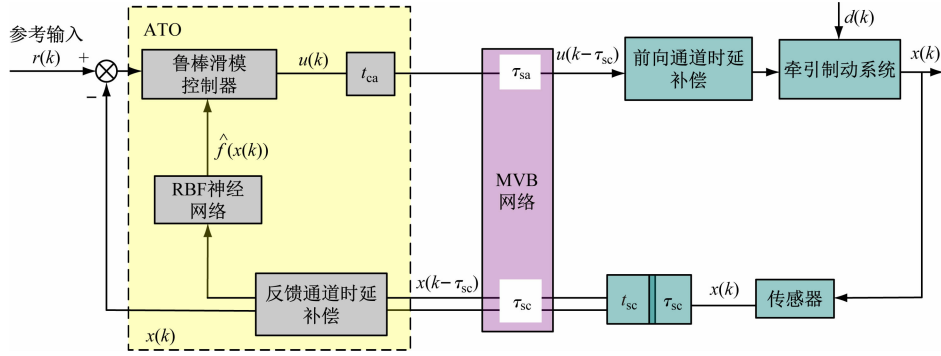 参考输入
r(k)
+
−
ATO
鲁棒滑模
控制器
u(k)
t_ca
τ_sa
u(k−τ_sc)
前向通道时延
补偿
d(k)
牵引制动系统
x(k)
f̂(x(k))
RBF神经
网络
MVB
网络
反馈通道时延
补偿
x(k−τ_sc)
τ_sc
t_sc
τ_sc
x(k)
传感器
x(k)